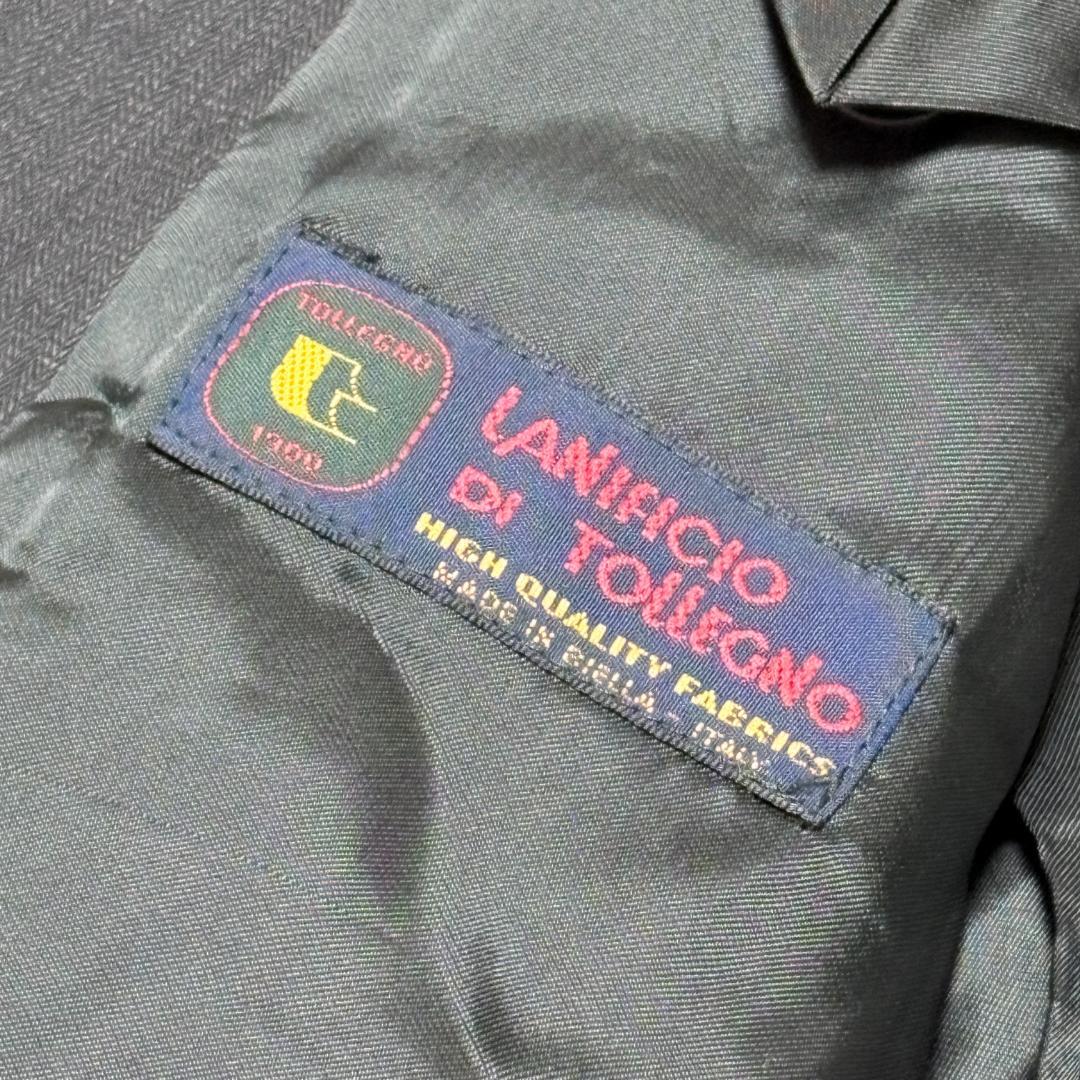 TOLLEGNO
1900
LANIFICIO
DI TOLLEGNO
HIGH QUALITY FABRICS
MADE IN BIELLA - ITALY